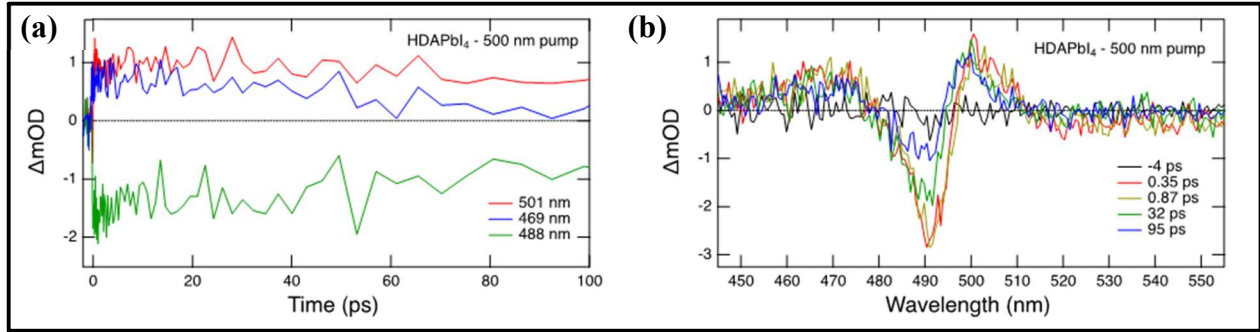 (a)
HDAPbI₄ - 500 nm pump
ΔmOD
1
0
-1
-2
501 nm
469 nm
488 nm
0 20 40 60 80 100
Time (ps)
(b)
HDAPbI₄ - 500 nm pump
ΔmOD
1
0
-1
-2
-3
-4 ps
0.35 ps
0.87 ps
32 ps
95 ps
450 460 470 480 490 500 510 520 530 540 550
Wavelength (nm)